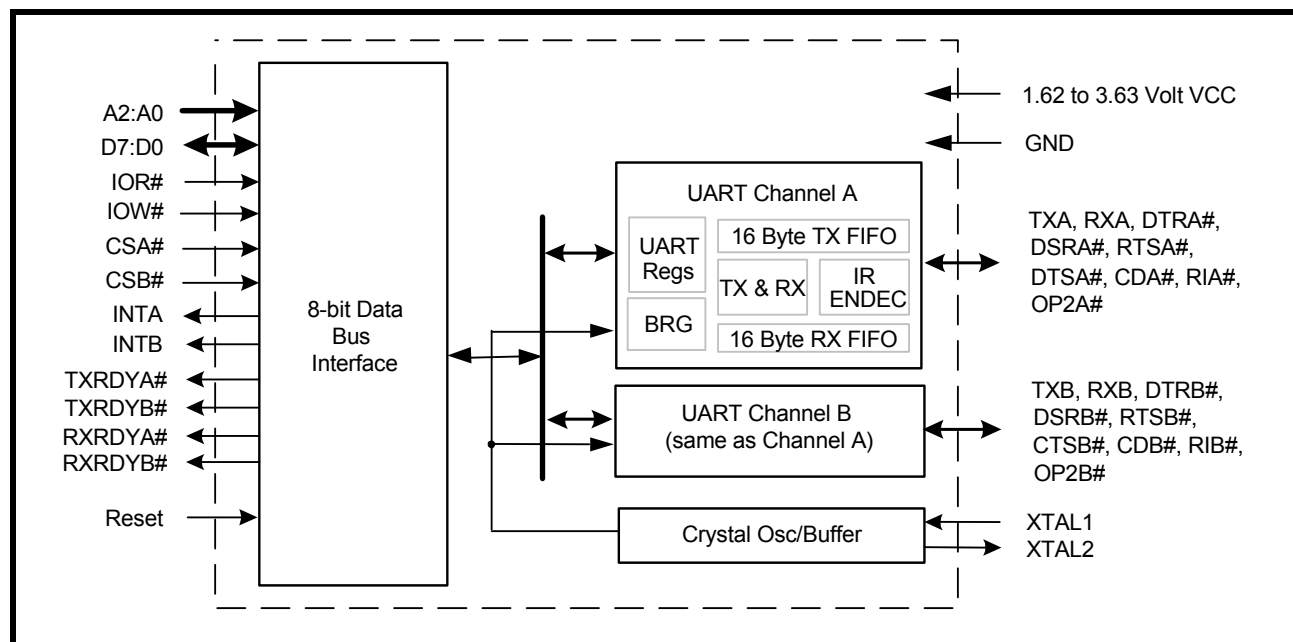 A2:A0
D7:D0
IOR#
IOW#
CSA#
CSB#
INTA
INTB
TXRDYA#
TXRDYB#
RXRDYA#
RXRDYB#
Reset
8-bit Data
Bus
Interface
UART Channel A
UART
Regs
BRG
16 Byte TX FIFO
TX & RX
IR
ENDEC
16 Byte RX FIFO
UART Channel B
(same as Channel A)
Crystal Osc/Buffer
1.62 to 3.63 Volt VCC
GND
TXA, RXA, DTRA#,
DSRA#, RTSA#,
DTSA#, CDA#, RIA#,
OP2A#
TXB, RXB, DTRB#,
DSRB#, RTSB#,
CTSB#, CDB#, RIB#,
OP2B#
XTAL1
XTAL2